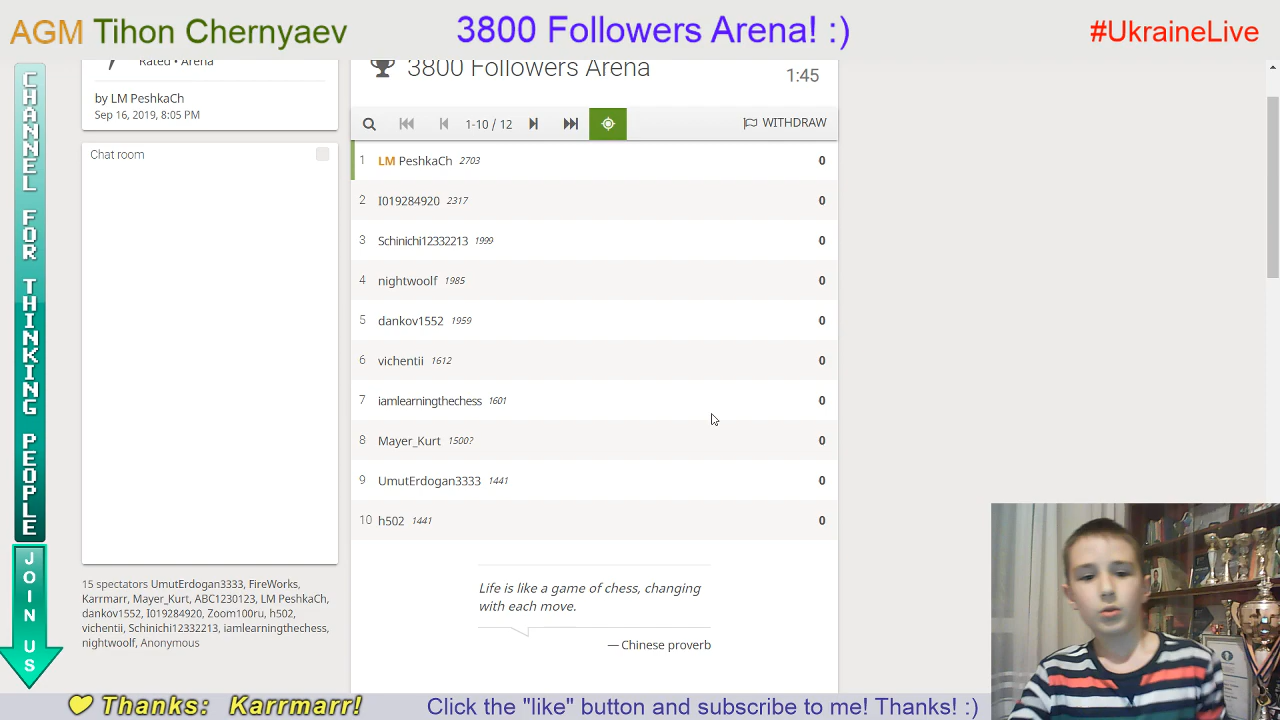 AGM Tihon Chernyaev
3800 Followers Arena! :)
#UkraineLive
CHANNEL FOR THINKING PEOPLE
JOIN US
Rated • Arena
by LM PeshkaCh
Sep 16, 2019, 8:05 PM
Chat room
15 spectators UmutErdogan3333, FireWorks,
Karrmarr, Mayer_Kurt, ABC1230123, LM PeshkaCh,
dankov1552, I019284920, Zoom100ru, h502,
vichentii, Schinichi12332213, iamlearningthechess,
nightwoolf, Anonymous
3800 Followers Arena
1:45
1-10 / 12
WITHDRAW
1 LM PeshkaCh 2703 0
2 I019284920 2317 0
3 Schinichi12332213 1999 0
4 nightwoolf 1985 0
5 dankov1552 1959 0
6 vichentii 1612 0
7 iamlearningthechess 1601 0
8 Mayer_Kurt 1500? 0
9 UmutErdogan3333 1441 0
10 h502 1441 0
Life is like a game of chess, changing
with each move.
— Chinese proverb
Thanks: Karrmarr!
Click the "like" button and subscribe to me! Thanks! :)